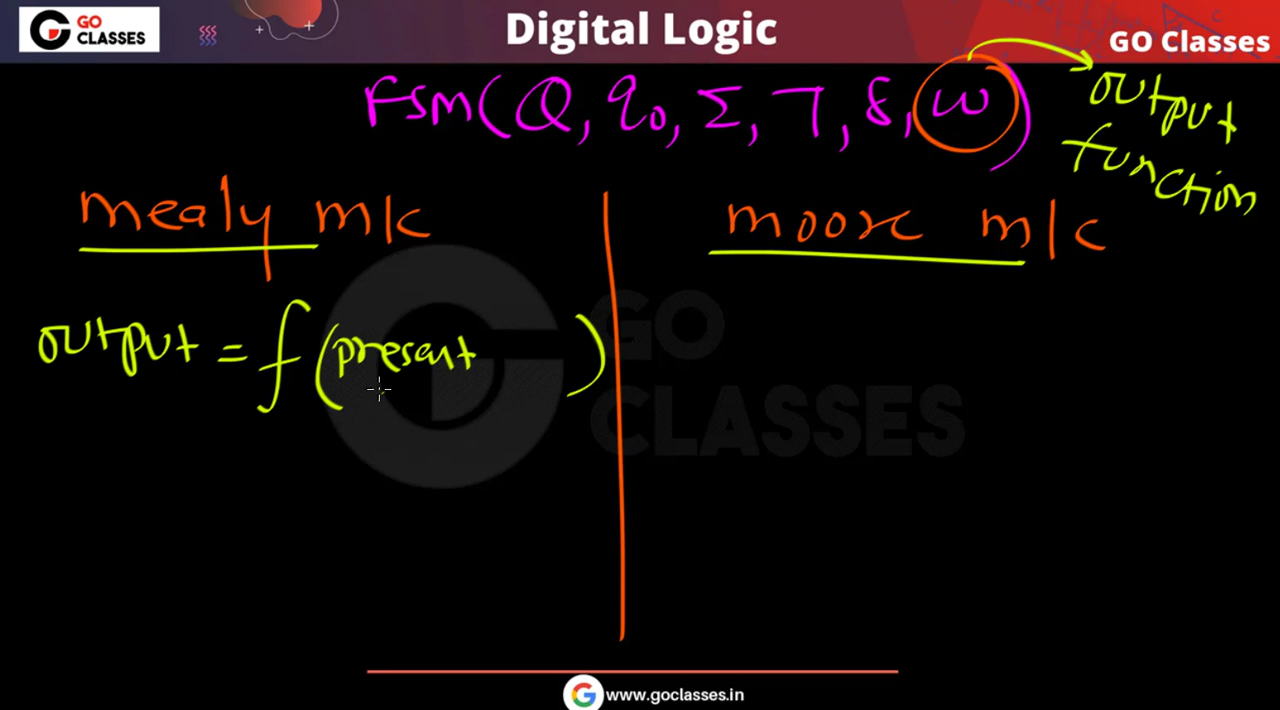 GO
CLASSES
Digital Logic
GO Classes
FSM(Q, q0, Σ, Γ, δ, ω)
output
function
mealy m/c
moore m/c
output = f(present )
GO
CLASSES
www.goclasses.in